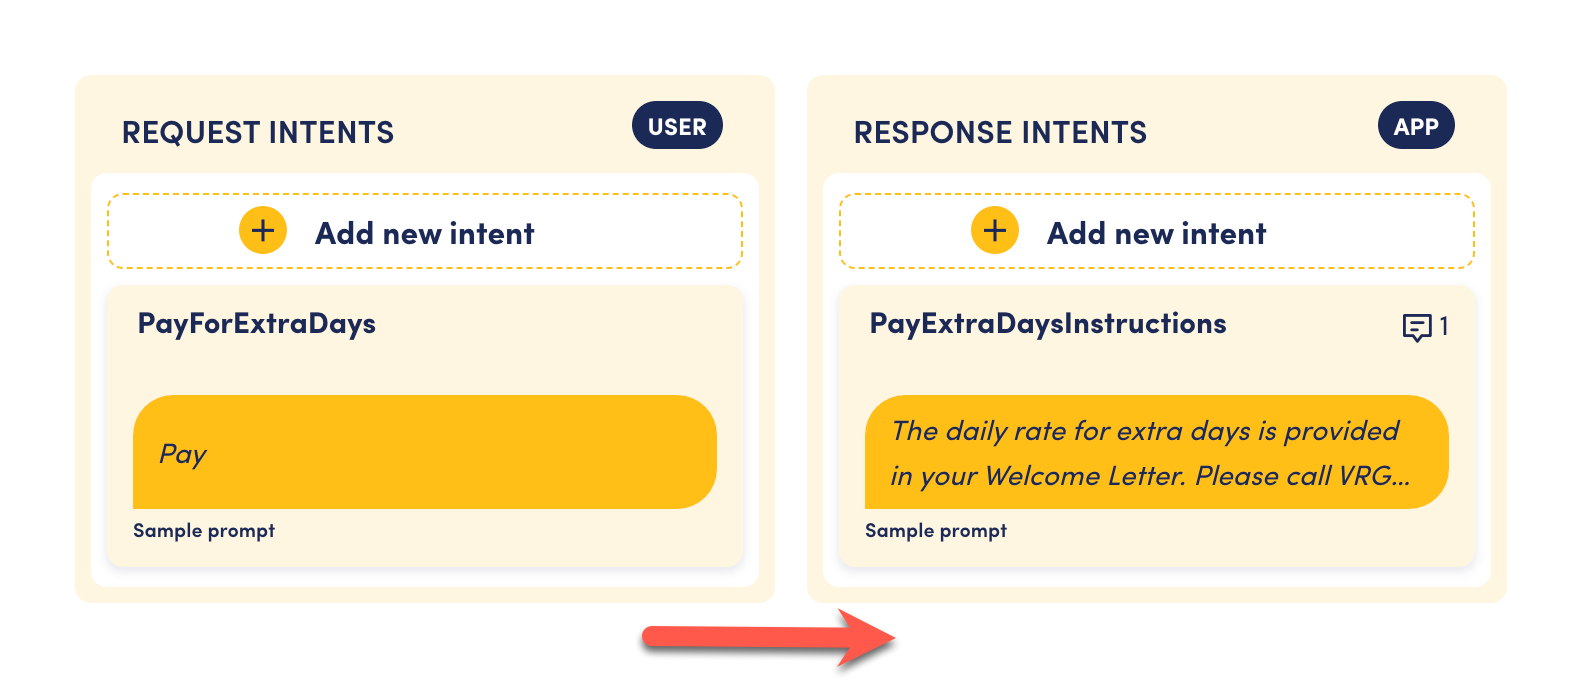 REQUEST INTENTS
USER
Add new intent
PayForExtraDays
Pay
Sample prompt
RESPONSE INTENTS
APP
Add new intent
PayExtraDaysInstructions
1
The daily rate for extra days is provided
in your Welcome Letter. Please call VRG...
Sample prompt